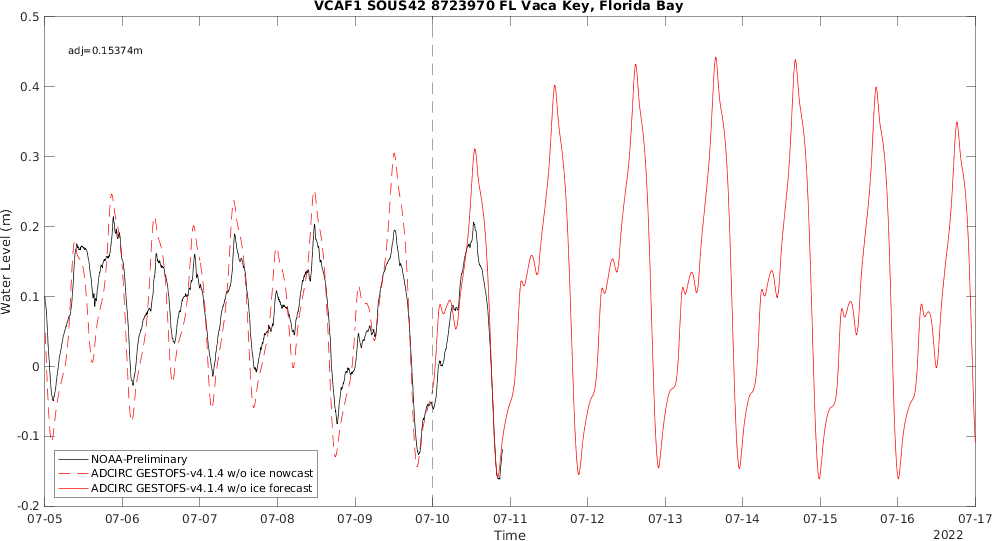 VCAF1 SOUS42 8723970 FL Vaca Key, Florida Bay
adj=0.15374m
Water Level (m)
0.5
0.4
0.3
0.2
0.1
0
-0.1
-0.2
NOAA-Preliminary
ADCIRC GESTOFS-v4.1.4 w/o ice nowcast
ADCIRC GESTOFS-v4.1.4 w/o ice forecast
07-05 07-06 07-07 07-08 07-09 07-10 07-11 07-12 07-13 07-14 07-15 07-16 07-17
Time
2022